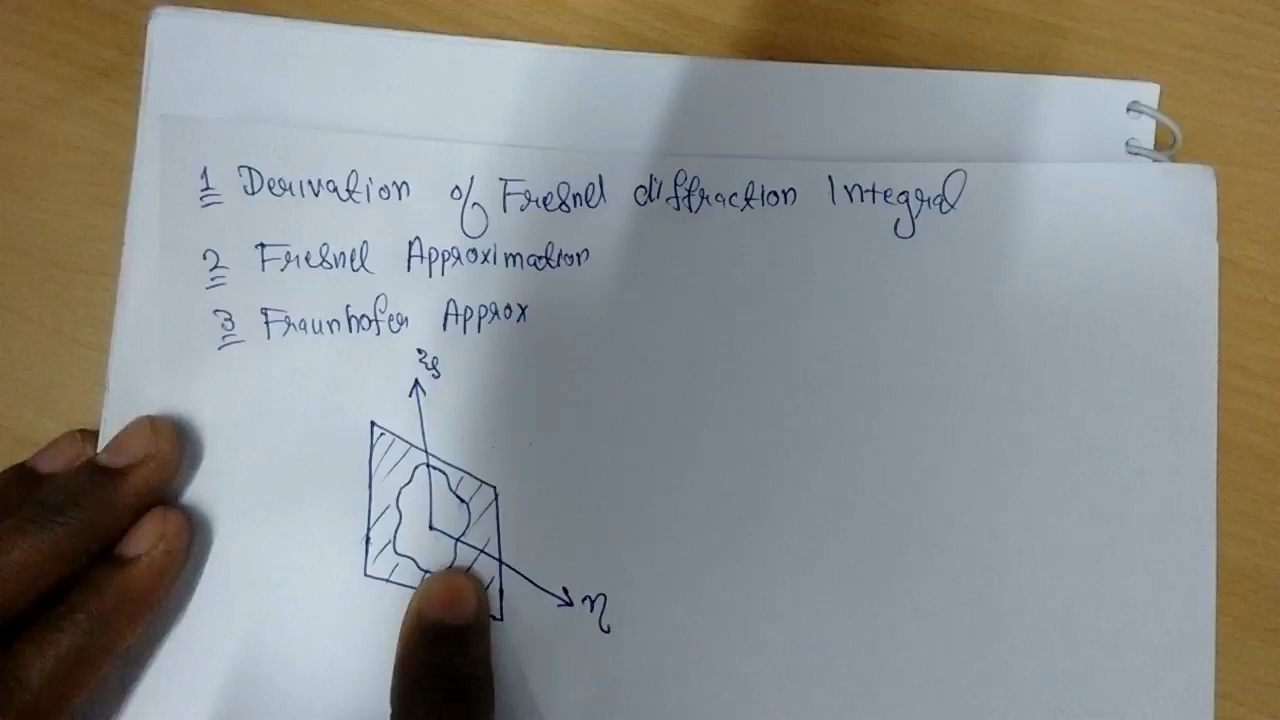 1 Derivation of Fresnel diffraction Integral
2 Fresnel Approximation
3 Fraunhofer Approx
ξ
η